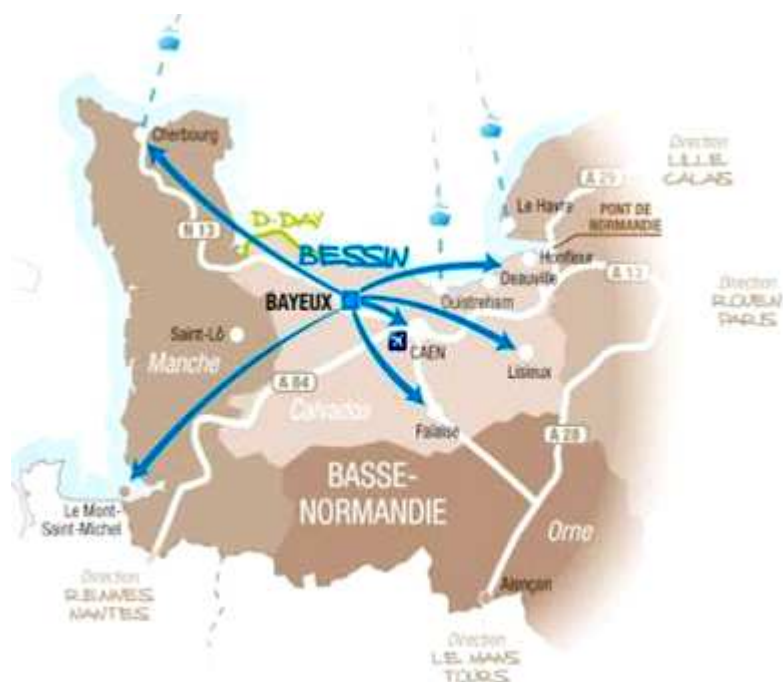 Cherbourg
Direction
LILLE
CALAIS
A 29
Le Havre
PONT DE
NORMANDIE
N 13
D-DAY
BESSIN
Honfleur
Deauville
A 13
BAYEUX
Ouistreham
Direction
ROUEN
PARIS
Saint-Lô
CAEN
Manche
Lisieux
A 84
Calvados
Falaise
A 28
BASSE-
NORMANDIE
Le Mont-
Saint-Michel
Orne
Direction
RENNES
NANTES
Alençon
Direction
LE MANS
TOURS